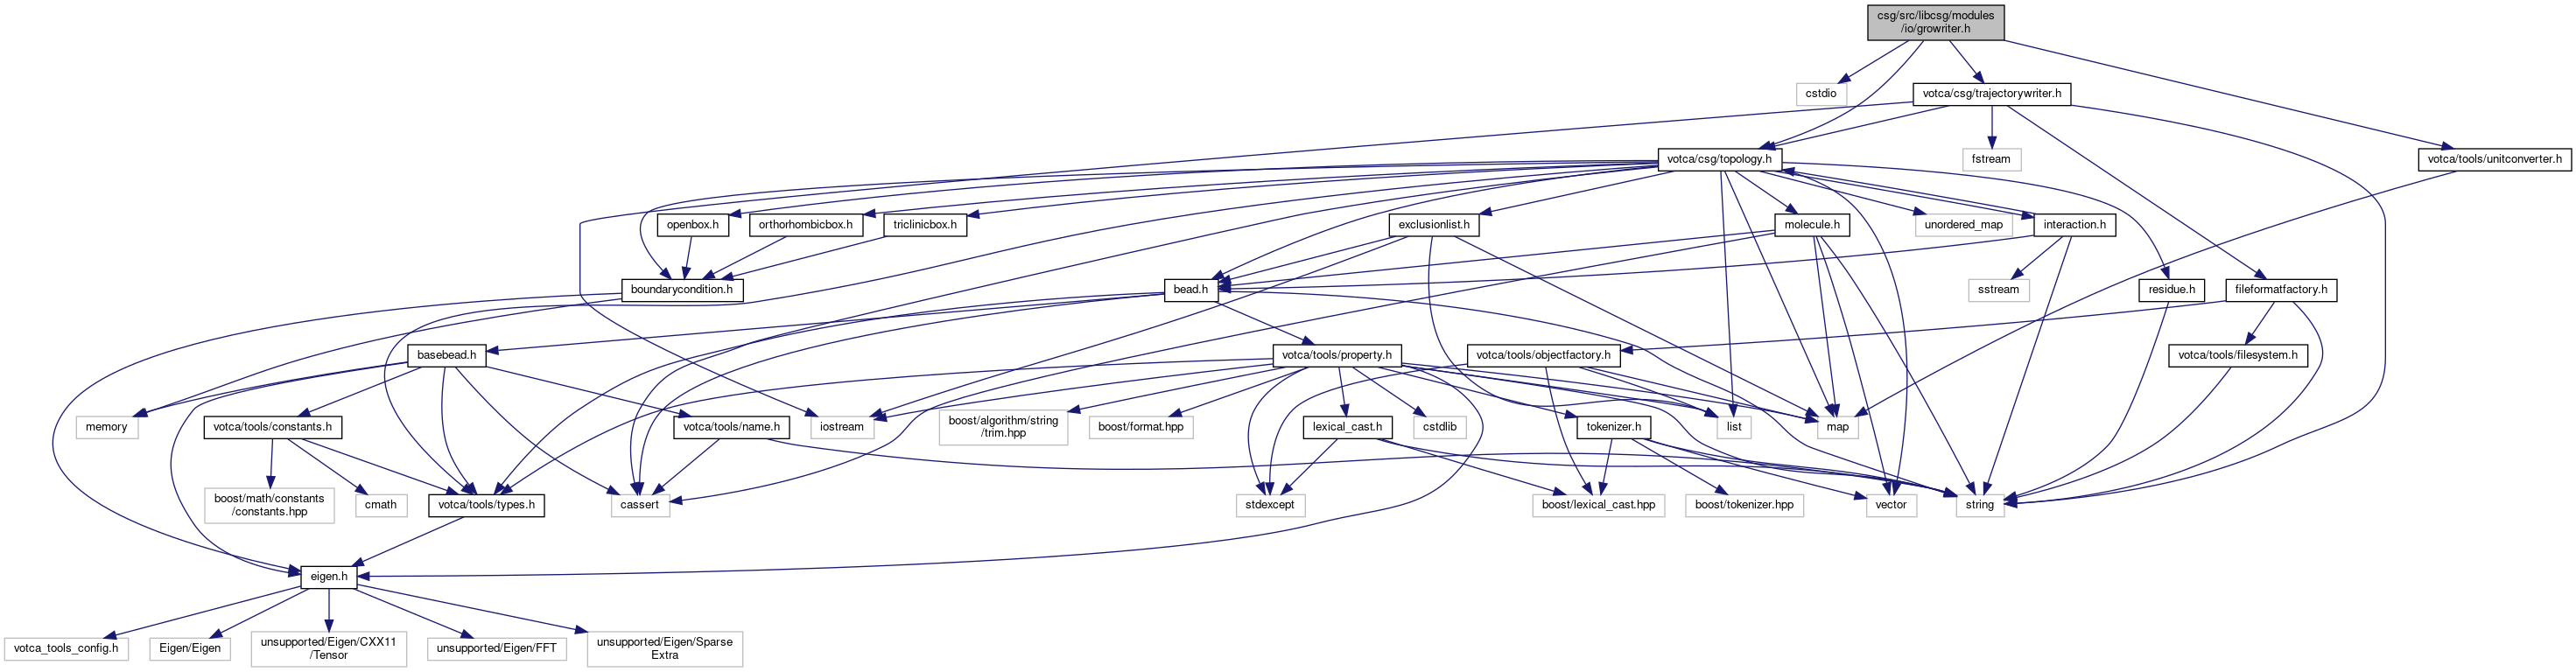 csg/src/libcsg/modules
/io/growriter.h
cstdio
votca/csg/trajectorywriter.h
votca/csg/topology.h
fstream
votca/tools/unitconverter.h
openbox.h
orthorhombicbox.h
triclinicbox.h
exclusionlist.h
molecule.h
unordered_map
interaction.h
boundarycondition.h
bead.h
sstream
residue.h
fileformatfactory.h
basebead.h
votca/tools/property.h
votca/tools/objectfactory.h
votca/tools/filesystem.h
memory
votca/tools/constants.h
votca/tools/name.h
iostream
boost/algorithm/string
/trim.hpp
boost/format.hpp
lexical_cast.h
cstdlib
tokenizer.h
list
map
boost/math/constants
/constants.hpp
cmath
votca/tools/types.h
cassert
stdexcept
boost/lexical_cast.hpp
boost/tokenizer.hpp
vector
string
eigen.h
votca_tools_config.h
Eigen/Eigen
unsupported/Eigen/CXX11
/Tensor
unsupported/Eigen/FFT
unsupported/Eigen/Sparse
Extra